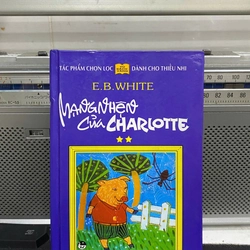 TÁC PHẨM CHỌN LỌC DÀNH CHO THIẾU NHI
E.B.WHITE
MẠNG NHỆN
CỦA CHARLOTTE